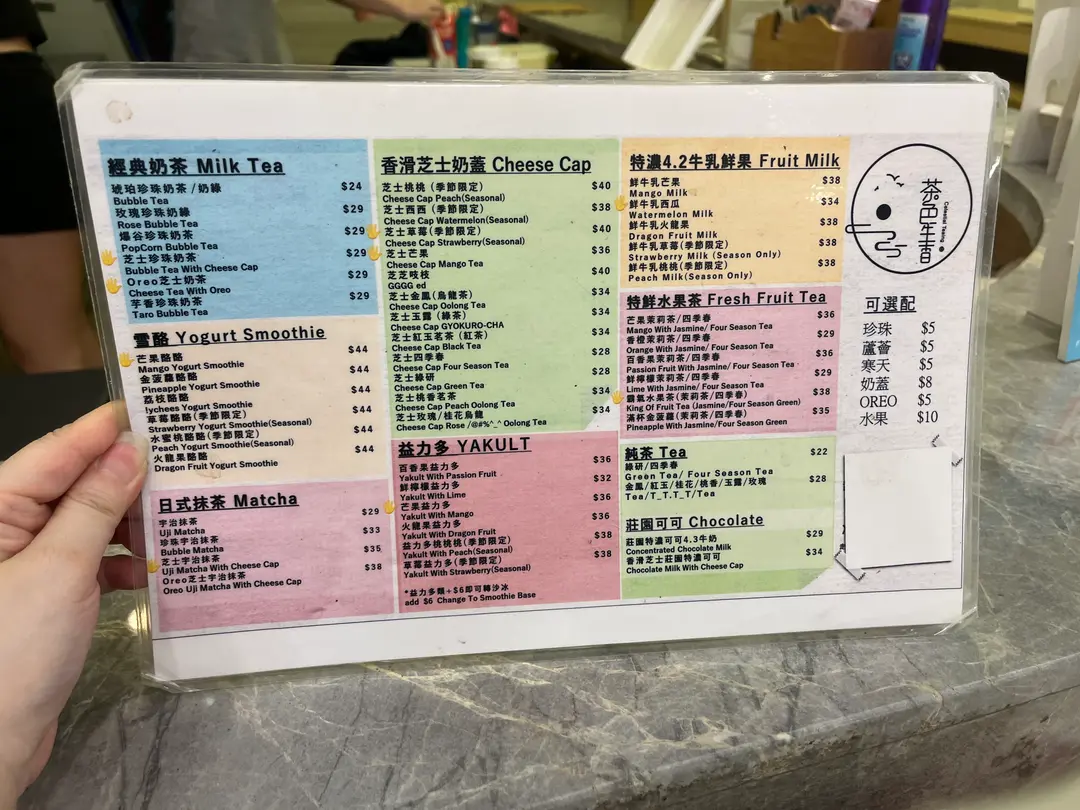 經典奶茶 Milk Tea
琥珀珍珠奶茶 / 奶綠 $24
Bubble Tea
玫瑰珍珠奶綠 $29
Rose Bubble Tea
爆谷珍珠奶茶 $29
PopCorn Bubble Tea
芝士珍珠奶茶 $29
Bubble Tea With Cheese Cap
Oreo芝士奶茶 $29
Cheese Tea With Oreo
芋香珍珠奶茶 $29
Taro Bubble Tea
雪酪 Yogurt Smoothie
芒果酪酪 $44
Mango Yogurt Smoothie
金菠蘿酪酪 $44
Pineapple Yogurt Smoothie
荔枝酪酪 $44
lychees Yogurt Smoothie
草莓酪酪(季節限定) $44
Strawberry Yogurt Smoothie(Seasonal)
水蜜桃酪酪(季節限定) $44
Peach Yogurt Smoothie(Seasonal)
火龍果酪酪 $44
Dragon Fruit Yogurt Smoothie
日式抹茶 Matcha
宇治抹茶 $29
Uji Matcha
珍珠宇治抹茶 $33
Bubble Matcha
芝士宇治抹茶 $35
Uji Matcha With Cheese Cap
Oreo芝士宇治抹茶 $38
Oreo Uji Matcha With Cheese Cap
香滑芝士奶蓋 Cheese Cap
芝士桃桃 (季節限定) $40
Cheese Cap Peach(Seasonal)
芝士西西 (季節限定) $38
Cheese Cap Watermelon(Seasonal)
芝士草莓(季節限定) $40
Cheese Cap Strawberry(Seasonal)
芝士芒果 $36
Cheese Cap Mango Tea
芝芝吱枝 $40
GGGG ed
芝士金鳳(烏龍茶) $34
Cheese Cap Oolong Tea
芝士玉露 (綠茶) $34
Cheese Cap GYOKURO-CHA
芝士紅玉茗茶 (紅茶) $34
Cheese Cap Black Tea
芝士四季春 $28
Cheese Cap Four Season Tea
芝士綠研 $28
Cheese Cap Green Tea
芝士桃香茗茶 $34
Cheese Cap Peach Oolong Tea
芝士玫瑰/桂花烏龍 $34
Cheese Cap Rose /@#%^_^ Oolong Tea
益力多 YAKULT
百香果益力多 $36
Yakult With Passion Fruit
鮮檸檬益力多 $32
Yakult With Lime
芒果益力多 $36
Yakult With Mango
火龍果益力多 $36
Yakult With Dragon Fruit
益力多桃桃桃(季節限定) $38
Yakult With Peach(Seasonal)
草莓益力多(季節限定) $38
Yakult With Strawberry(Seasonal)
*益力多類+$6即可轉沙冰
add $6 Change To Smoothie Base
特濃4.2牛乳鮮果 Fruit Milk
鮮牛乳芒果 $38
Mango Milk
鮮牛乳西瓜 $34
Watermelon Milk
鮮牛乳火龍果 $38
Dragon Fruit Milk
鮮牛乳草莓(季節限定) $38
Strawberry Milk (Season Only)
鮮牛乳桃桃(季節限定) $38
Peach Milk(Season Only)
特鮮水果茶 Fresh Fruit Tea
芒果茉莉茶/四季春 $36
Mango With Jasmine/ Four Season Tea
香橙茉莉茶/四季春 $29
Orange With Jasmine/ Four Season Tea
百香果茉莉茶/四季春 $36
Passion Fruit With Jasmine/ Four Season Tea
鮮檸檬茉莉茶/四季春 $29
Lime With Jasmine/ Four Season Tea
霸氣水果茶(茉莉茶/四季春) $38
King Of Fruit Tea (Jasmine/Four Season Green)
滿杯金菠蘿(茉莉茶/四季春) $35
Pineapple With Jasmine/Four Season Green
純茶 Tea
綠研/四季春 $22
Green Tea/ Four Season Tea
金鳳/紅玉/桂花/桃香/玉露/玫瑰 $28
Tea/T_T.T_T/Tea
莊園可可 Chocolate
莊園特濃可可4.3牛奶 $29
Concentrated Chocolate Milk
香滑芝士莊園特濃可可 $34
Chocolate Milk With Cheese Cap
Celestial Teang
可選配
珍珠 $5
蘆薈 $5
寒天 $5
奶蓋 $8
OREO $5
水果 $10